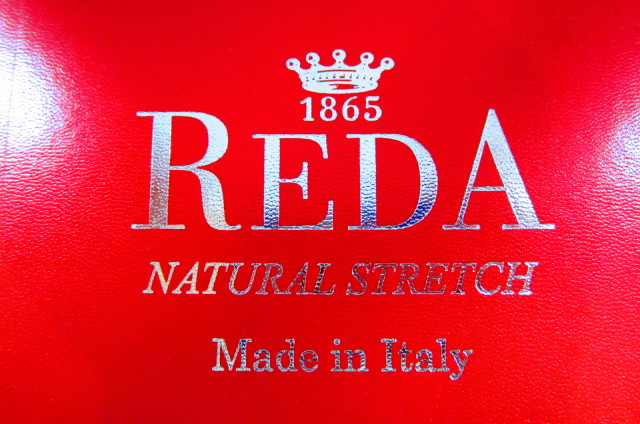 1865
REDA
NATURAL STRETCH
Made in Italy